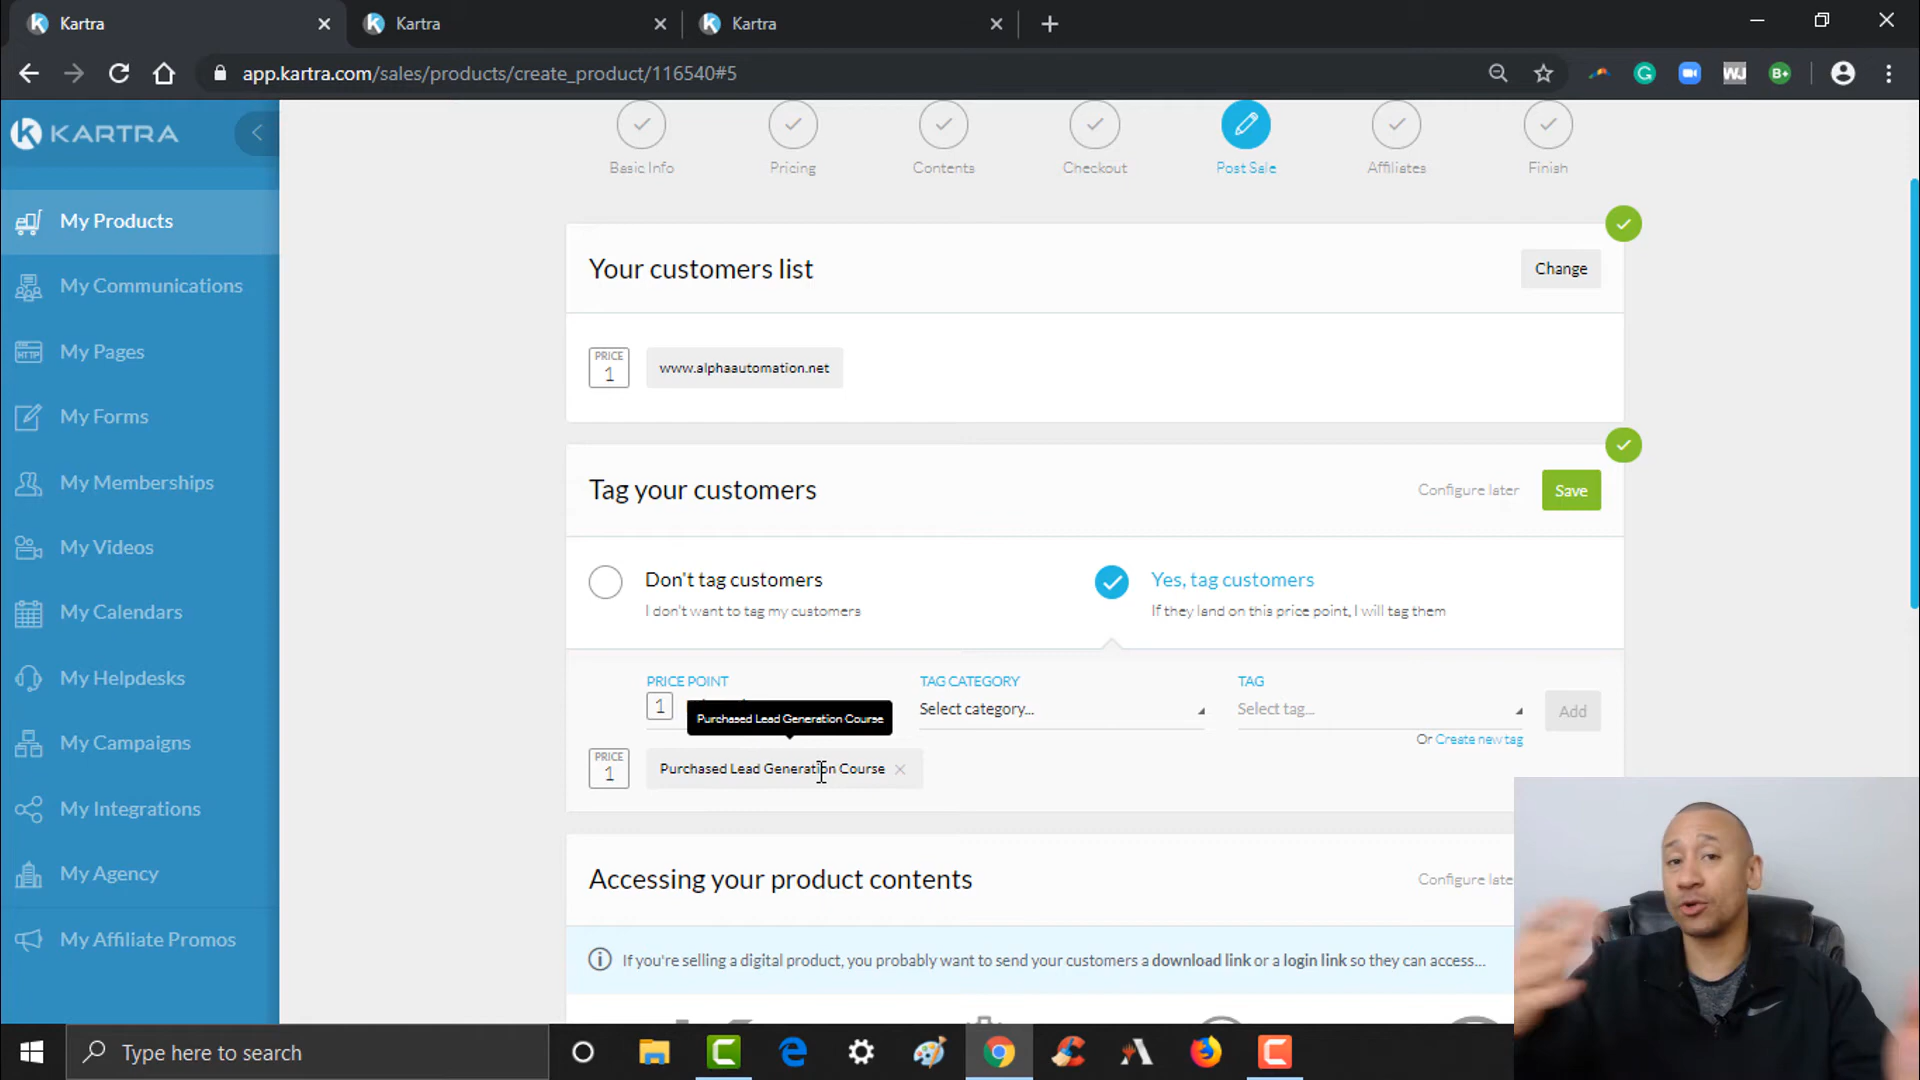 Kartra
Kartra
Kartra
app.kartra.com/sales/products/create_product/116540#5
KARTRA
My Products
My Communications
HTTP
My Pages
My Forms
My Memberships
My Videos
My Calendars
My Helpdesks
My Campaigns
My Integrations
My Agency
My Affiliate Promos
Basic Info
Pricing
Contents
Checkout
Post Sale
Affiliates
Finish
Your customers list
Change
PRICE
1
www.alphaautomation.net
Tag your customers
Configure later
Save
Don't tag customers
I don't want to tag my customers
Yes, tag customers
If they land on this price point, I will tag them
PRICE POINT
1
TAG CATEGORY
Select category...
TAG
Select tag...
Add
Or Create new tag
Purchased Lead Generation Course
PRICE
1
Purchased Lead Generation Course
Accessing your product contents
Configure late
If you're selling a digital product, you probably want to send your customers a download link or a login link so they can access...
Type here to search